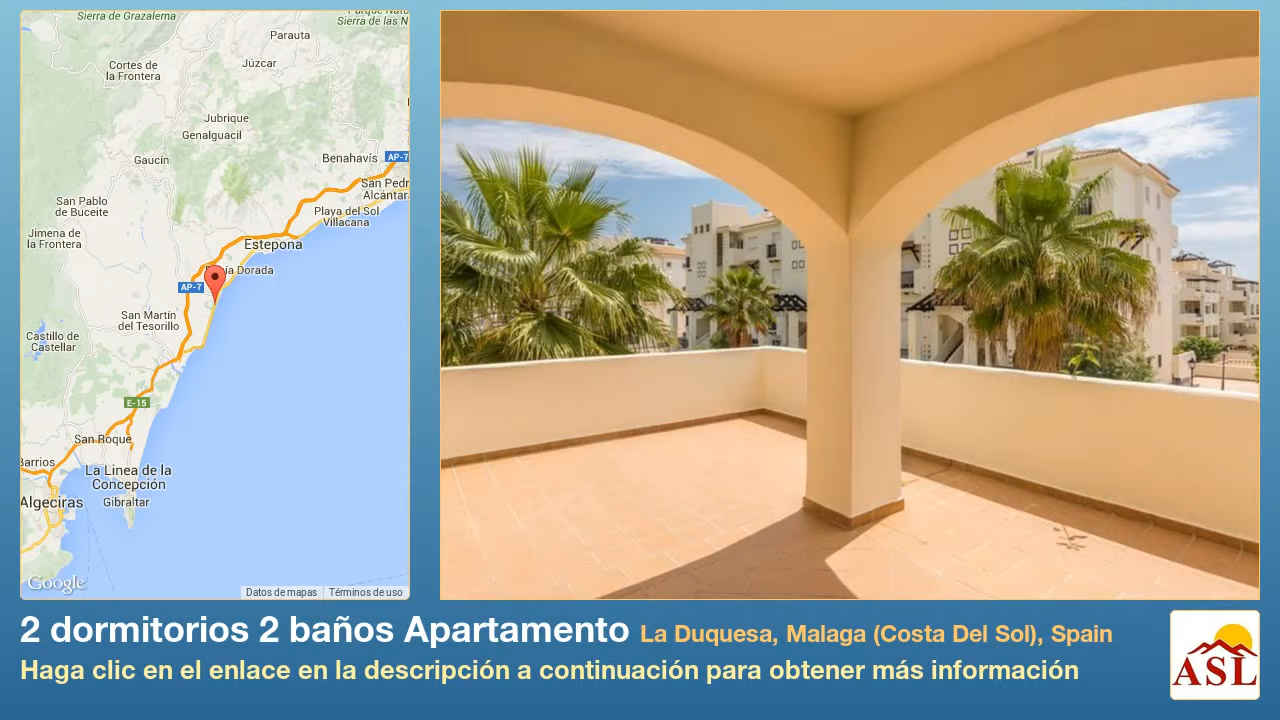 Sierra de Grazalema
Sierra de las N
Parauta
Júzcar
Cortes de
la Frontera
Jubrique
Genalguacil
Gaucín
Benahavís
AP-7
San Pedr
Alcántar
San Pablo
de Buceite
Playa del Sol
Villacana
Jimena de
la Frontera
Estepona
ía Dorada
AP-7
San Martín
del Tesorillo
Castillo de
Castellar
E-15
San Roque
Barrios
La Linea de la
Concepción
Algeciras
Gibraltar
Google
Datos de mapas
Términos de uso
2 dormitorios 2 baños Apartamento La Duquesa, Malaga (Costa Del Sol), Spain
Haga clic en el enlace en la descripción a continuación para obtener más información
ASL